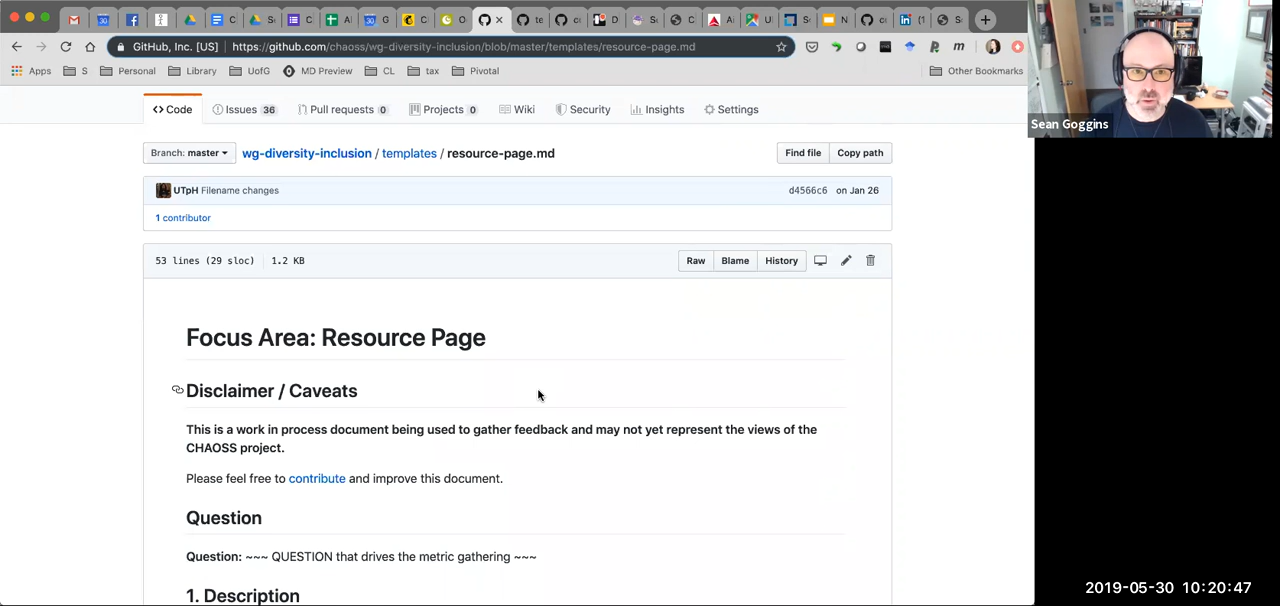 GitHub, Inc. [US] https://github.com/chaoss/wg-diversity-inclusion/blob/master/templates/resource-page.md
Apps S Personal Library UofG MD Preview CL tax Pivotal Other Bookmarks
Sean Goggins
Code Issues 36 Pull requests 0 Projects 0 Wiki Security Insights Settings
Branch: master wg-diversity-inclusion / templates / resource-page.md Find file Copy path
UTpH Filename changes d4566c6 on Jan 26
1 contributor
53 lines (29 sloc) 1.2 KB Raw Blame History
Focus Area: Resource Page
Disclaimer / Caveats
This is a work in process document being used to gather feedback and may not yet represent the views of the
CHAOSS project.
Please feel free to contribute and improve this document.
Question
Question: ~~~ QUESTION that drives the metric gathering ~~~
1. Description
2019-05-30 10:20:47